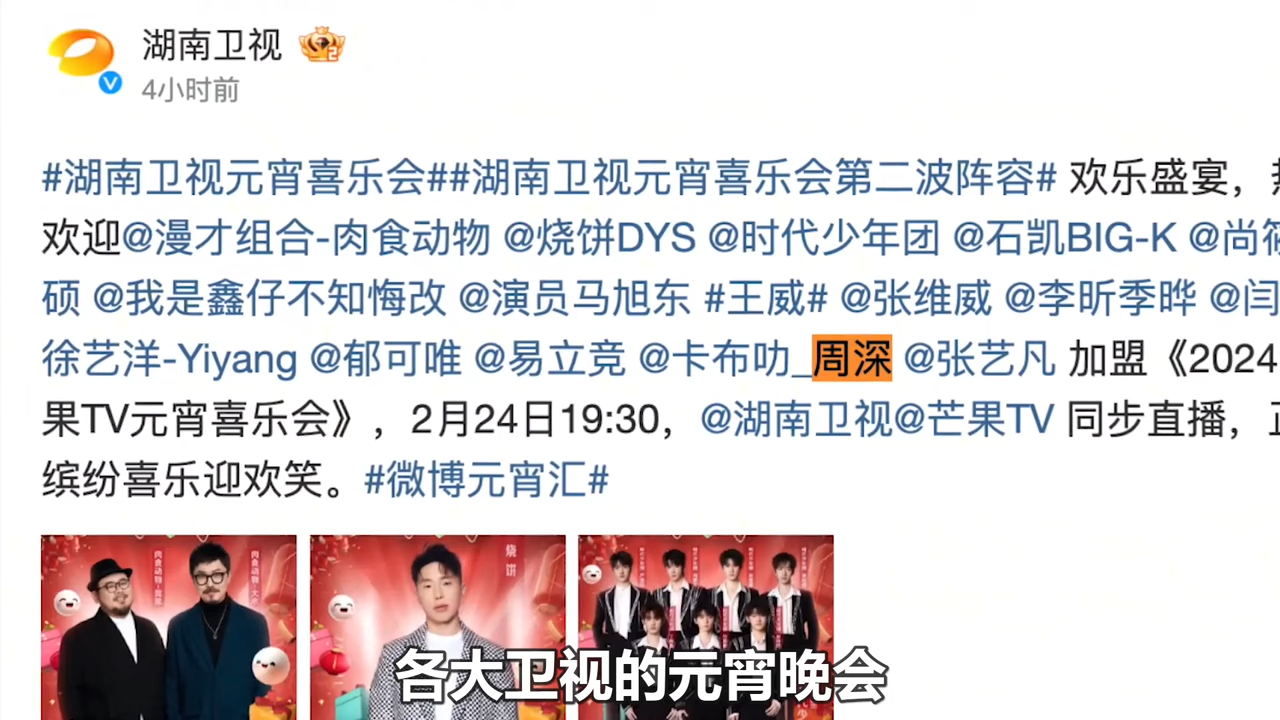 湖南卫视
4小时前
#湖南卫视元宵喜乐会##湖南卫视元宵喜乐会第二波阵容# 欢乐盛宴，
欢迎@漫才组合-肉食动物 @烧饼DYS @时代少年团 @石凯BIG-K @尚
硕 @我是鑫仔不知悔改 @演员马旭东 #王威# @张维威 @李昕季晔 @闫
徐艺洋-Yiyang @郁可唯 @易立竞 @卡布叻_周深 @张艺凡 加盟《2024
果TV元宵喜乐会》，2月24日19:30，@湖南卫视@芒果TV 同步直播，
缤纷喜乐迎欢笑。#微博元宵汇#
烧饼
各大卫视的元宵晚会